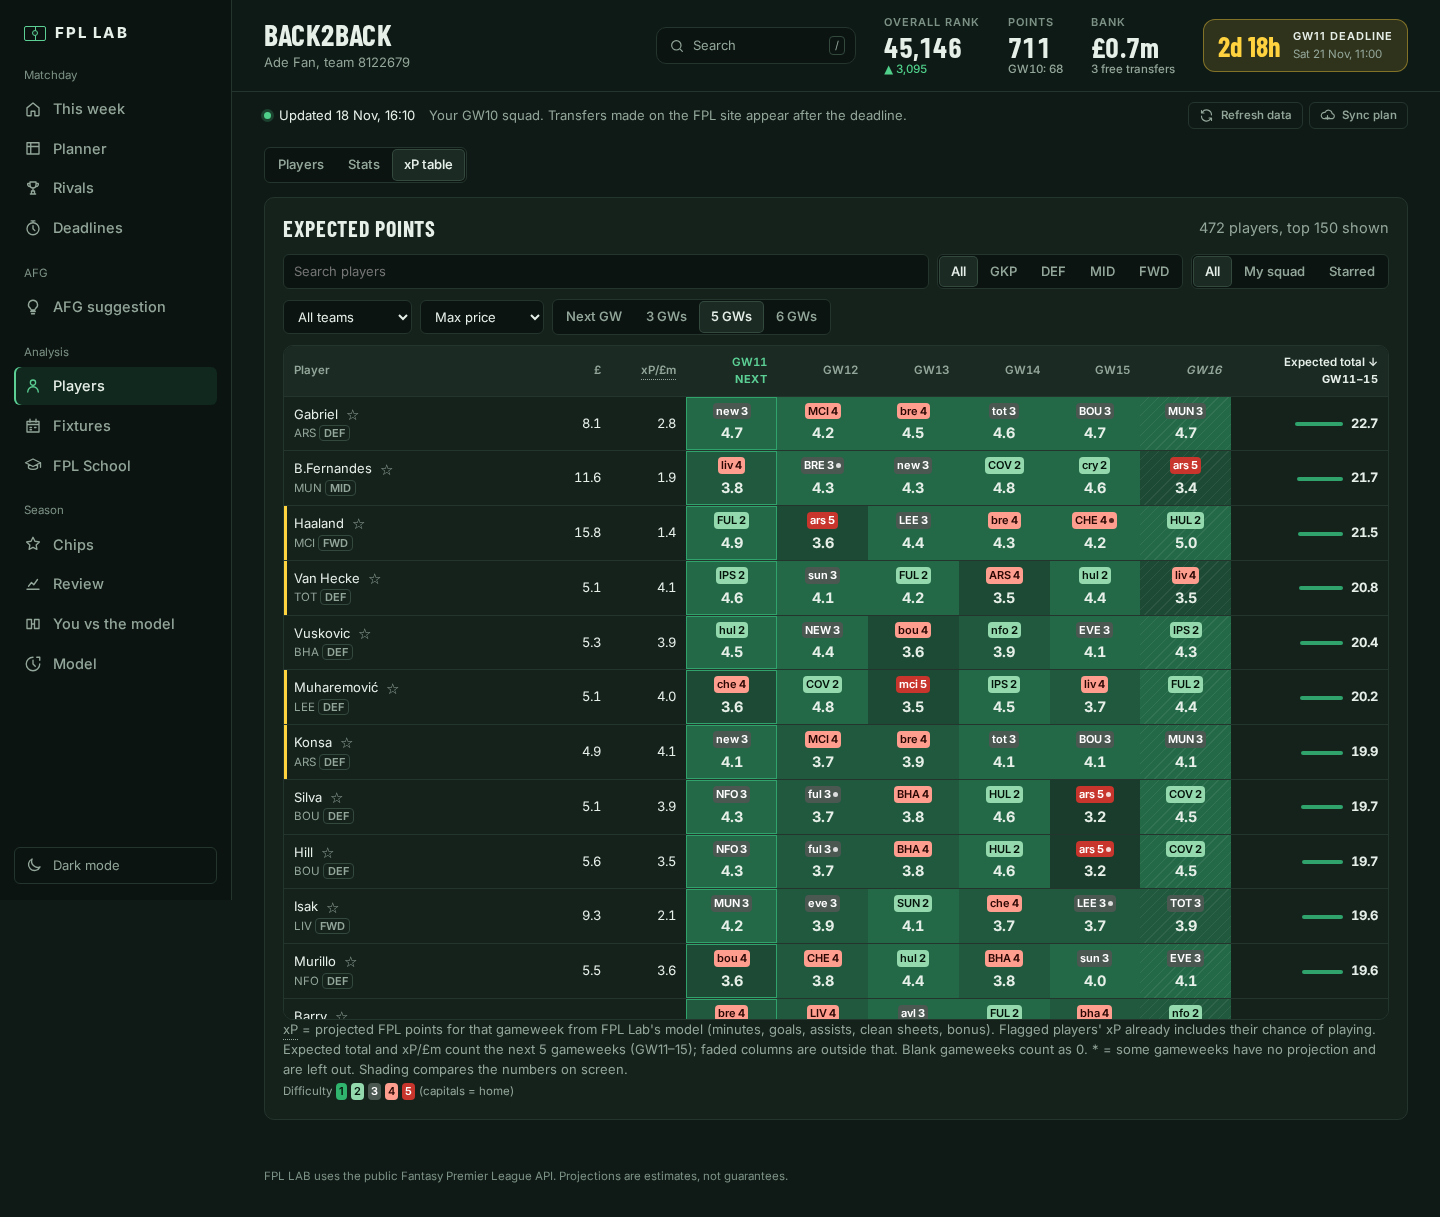 FPL LAB
Matchday
This week
Planner
Rivals
Deadlines
AFG
AFG suggestion
Analysis
Players
Fixtures
FPL School
Season
Chips
Review
You vs the model
Model
Dark mode
BACK2BACK
Ade Fan, team 8122679
Search /
OVERALL RANK
45,146
▲ 3,095
POINTS
711
GW10: 68
BANK
£0.7m
3 free transfers
2d 18h
GW11 DEADLINE
Sat 21 Nov, 11:00
Updated 18 Nov, 16:10 Your GW10 squad. Transfers made on the FPL site appear after the deadline.
Refresh data Sync plan
Players Stats xP table
EXPECTED POINTS
472 players, top 150 shown
Search players
All GKP DEF MID FWD
All My squad Starred
All teams Max price Next GW 3 GWs 5 GWs 6 GWs
Player £ xP/£m GW11 NEXT GW12 GW13 GW14 GW15 GW16 Expected total ↓ GW11–15
Gabriel ☆ new 3 MCI 4 bre 4 tot 3 BOU 3 MUN 3
ARS DEF 8.1 2.8 4.7 4.2 4.5 4.6 4.7 4.7 22.7
B.Fernandes ☆ liv 4 BRE 3 • new 3 COV 2 cry 2 ars 5
MUN MID 11.6 1.9 3.8 4.3 4.3 4.8 4.6 3.4 21.7
Haaland ☆ FUL 2 ars 5 LEE 3 bre 4 CHE 4 • HUL 2
MCI FWD 15.8 1.4 4.9 3.6 4.4 4.3 4.2 5.0 21.5
Van Hecke ☆ IPS 2 sun 3 FUL 2 ARS 4 hul 2 liv 4
TOT DEF 5.1 4.1 4.6 4.1 4.2 3.5 4.4 3.5 20.8
Vuskovic ☆ hul 2 NEW 3 bou 4 nfo 2 EVE 3 IPS 2
BHA DEF 5.3 3.9 4.5 4.4 3.6 3.9 4.1 4.3 20.4
Muharemović ☆ che 4 COV 2 mci 5 IPS 2 liv 4 FUL 2
LEE DEF 5.1 4.0 3.6 4.8 3.5 4.5 3.7 4.4 20.2
Konsa ☆ new 3 MCI 4 bre 4 tot 3 BOU 3 MUN 3
ARS DEF 4.9 4.1 4.1 3.7 3.9 4.1 4.1 4.1 19.9
Silva ☆ NFO 3 ful 3 • BHA 4 HUL 2 ars 5 • COV 2
BOU DEF 5.1 3.9 4.3 3.7 3.8 4.6 3.2 4.5 19.7
Hill ☆ NFO 3 ful 3 • BHA 4 HUL 2 ars 5 • COV 2
BOU DEF 5.6 3.5 4.3 3.7 3.8 4.6 3.2 4.5 19.7
Isak ☆ MUN 3 eve 3 SUN 2 che 4 LEE 3 • TOT 3
LIV FWD 9.3 2.1 4.2 3.9 4.1 3.7 3.7 3.9 19.6
Murillo ☆ bou 4 CHE 4 hul 2 BHA 4 sun 3 EVE 3
NFO DEF 5.5 3.6 3.6 3.8 4.4 3.8 4.0 4.1 19.6
Barry ☆ bre 4 LIV 4 avl 3 FUL 2 bha 4 nfo 2
xP = projected FPL points for that gameweek from FPL Lab's model (minutes, goals, assists, clean sheets, bonus). Flagged players' xP already includes their chance of playing.
Expected total and xP/£m count the next 5 gameweeks (GW11–15); faded columns are outside that. Blank gameweeks count as 0. * = some gameweeks have no projection and
are left out. Shading compares the numbers on screen.
Difficulty 1 2 3 4 5 (capitals = home)
FPL LAB uses the public Fantasy Premier League API. Projections are estimates, not guarantees.